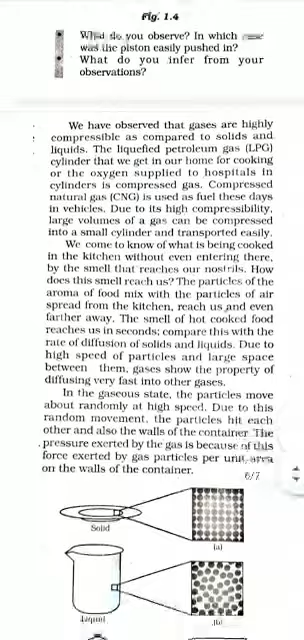 Fig. 1.4
What do you observe? In which case
was the piston easily pushed in?
What do you infer from your
observations?
We have observed that gases are highly
compressible as compared to solids and
liquids. The liquefied petroleum gas (LPG)
cylinder that we get in our home for cooking
or the oxygen supplied to hospitals in
cylinders is compressed gas. Compressed
natural gas (CNG) is used as fuel these days
in vehicles. Due to its high compressibility,
large volumes of a gas can be compressed
into a small cylinder and transported easily.
We come to know of what is being cooked
in the kitchen without even entering there,
by the smell that reaches our nostrils. How
does this smell reach us? The particles of the
aroma of food mix with the particles of air
spread from the kitchen, reach us and even
farther away. The smell of hot cooked food
reaches us in seconds; compare this with the
rate of diffusion of solids and liquids. Due to
high speed of particles and large space
between them, gases show the property of
diffusing very fast into other gases.
In the gaseous state, the particles move
about randomly at high speed. Due to this
random movement, the particles hit each
other and also the walls of the container. The
pressure exerted by the gas is because of this
force exerted by gas particles per unit area
on the walls of the container.
6/7
Solid
(a)
Liquid
(b)